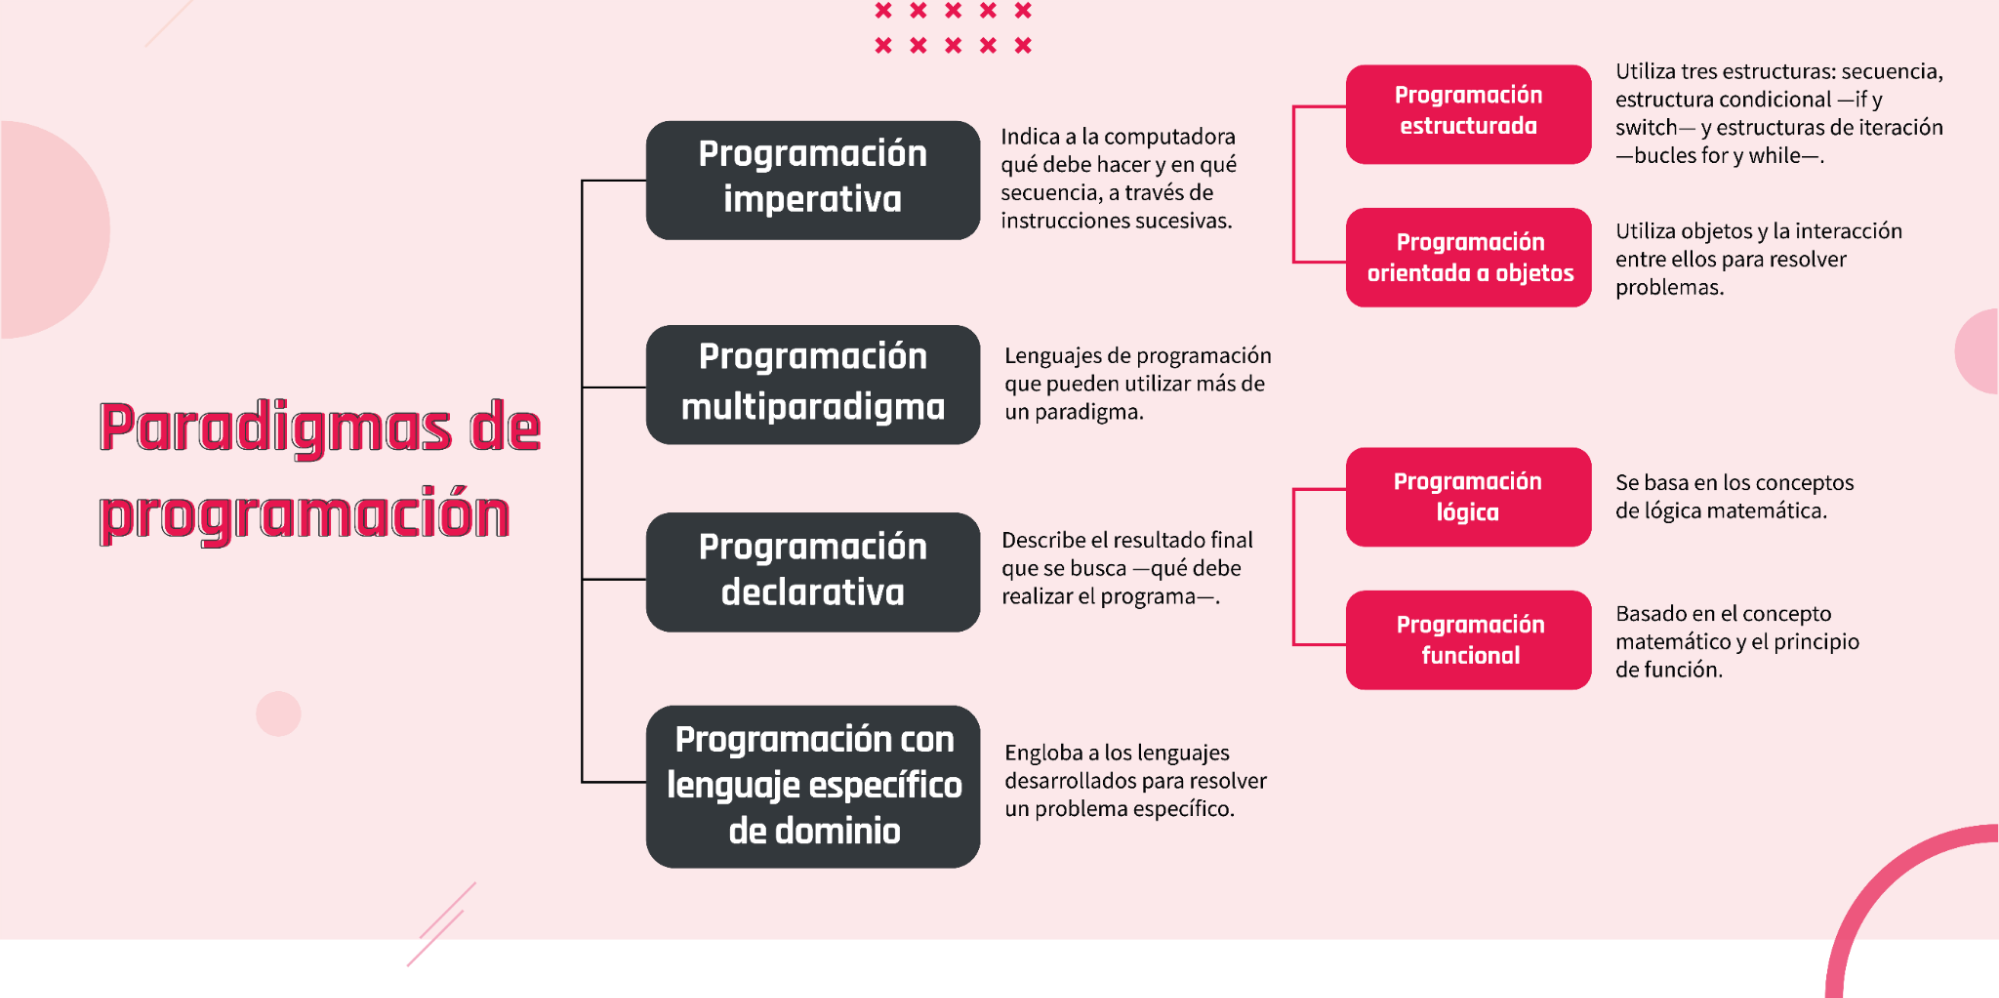 Paradigmas de
programación
Programación
imperativa
Indica a la computadora
qué debe hacer y en qué
secuencia, a través de
instrucciones sucesivas.
Programación
estructurada
Utiliza tres estructuras: secuencia,
estructura condicional —if y
switch— y estructuras de iteración
—bucles for y while—.
Programación
orientada a objetos
Utiliza objetos y la interacción
entre ellos para resolver
problemas.
Programación
multiparadigma
Lenguajes de programación
que pueden utilizar más de
un paradigma.
Programación
declarativa
Describe el resultado final
que se busca —qué debe
realizar el programa—.
Programación
lógica
Se basa en los conceptos
de lógica matemática.
Programación
funcional
Basado en el concepto
matemático y el principio
de función.
Programación con
lenguaje específico
de dominio
Engloba a los lenguajes
desarrollados para resolver
un problema específico.